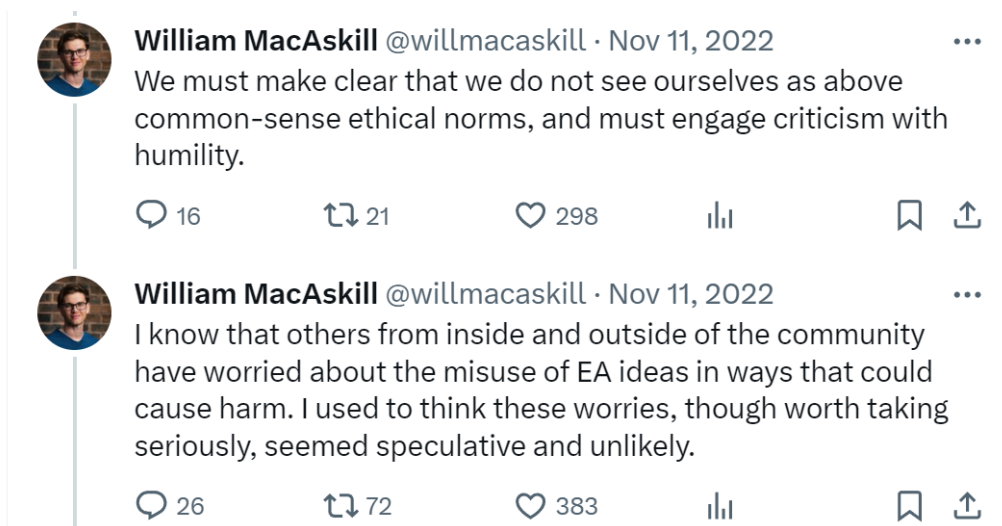 William MacAskill @willmacaskill · Nov 11, 2022
We must make clear that we do not see ourselves as above
common-sense ethical norms, and must engage criticism with
humility.
16 21 298
William MacAskill @willmacaskill · Nov 11, 2022
I know that others from inside and outside of the community
have worried about the misuse of EA ideas in ways that could
cause harm. I used to think these worries, though worth taking
seriously, seemed speculative and unlikely.
26 72 383